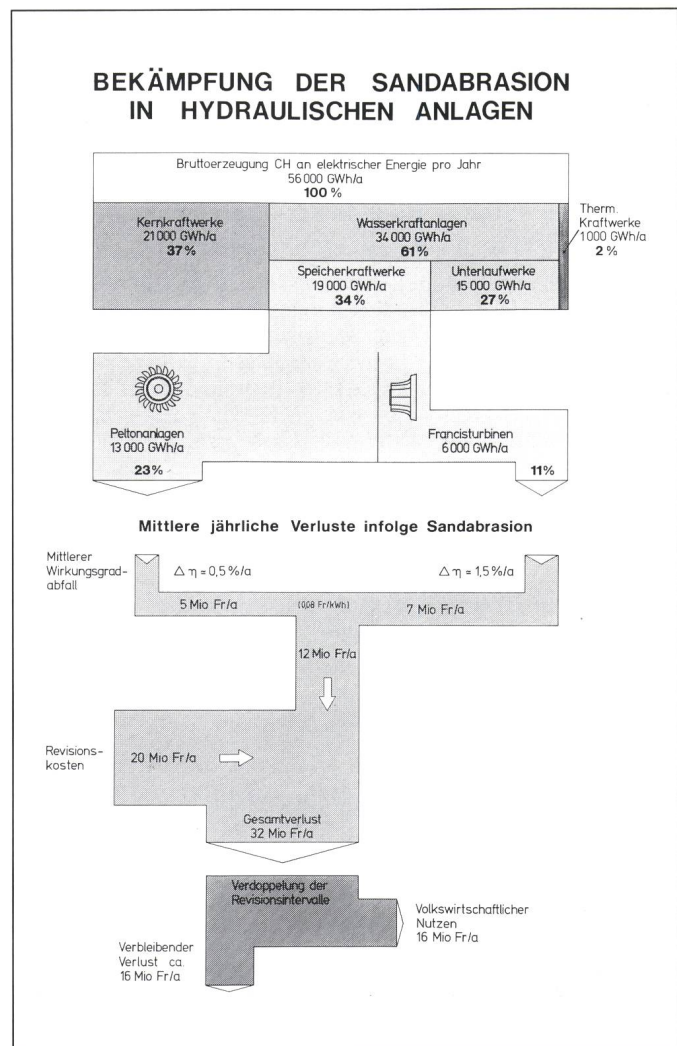 BEKÄMPFUNG DER SANDABRASION
IN HYDRAULISCHEN ANLAGEN
Bruttoerzeugung CH an elektrischer Energie pro Jahr
56 000 GWh/a
100 %
Kernkraftwerke
21 000 GWh/a
37 %
Wasserkraftanlagen
34 000 GWh/a
61 %
Therm.
Kraftwerke
1 000 GWh/a
2 %
Speicherkraftwerke
19 000 GWh/a
34 %
Unterlaufwerke
15 000 GWh/a
27 %
Peltonanlagen
13 000 GWh/a
23 %
Francisturbinen
6 000 GWh/a
11 %
Mittlere jährliche Verluste infolge Sandabrasion
Mittlerer
Wirkungsgrad-
abfall
Δ η = 0,5 %/a
Δ η = 1,5 %/a
5 Mio Fr/a
(0,08 Fr/kWh)
7 Mio Fr/a
12 Mio Fr/a
Revisions-
kosten
20 Mio Fr/a
Gesamtverlust
32 Mio Fr/a
Verdoppelung der
Revisionsintervalle
Volkswirtschaftlicher
Nutzen
16 Mio Fr/a
Verbleibender
Verlust ca.
16 Mio Fr/a